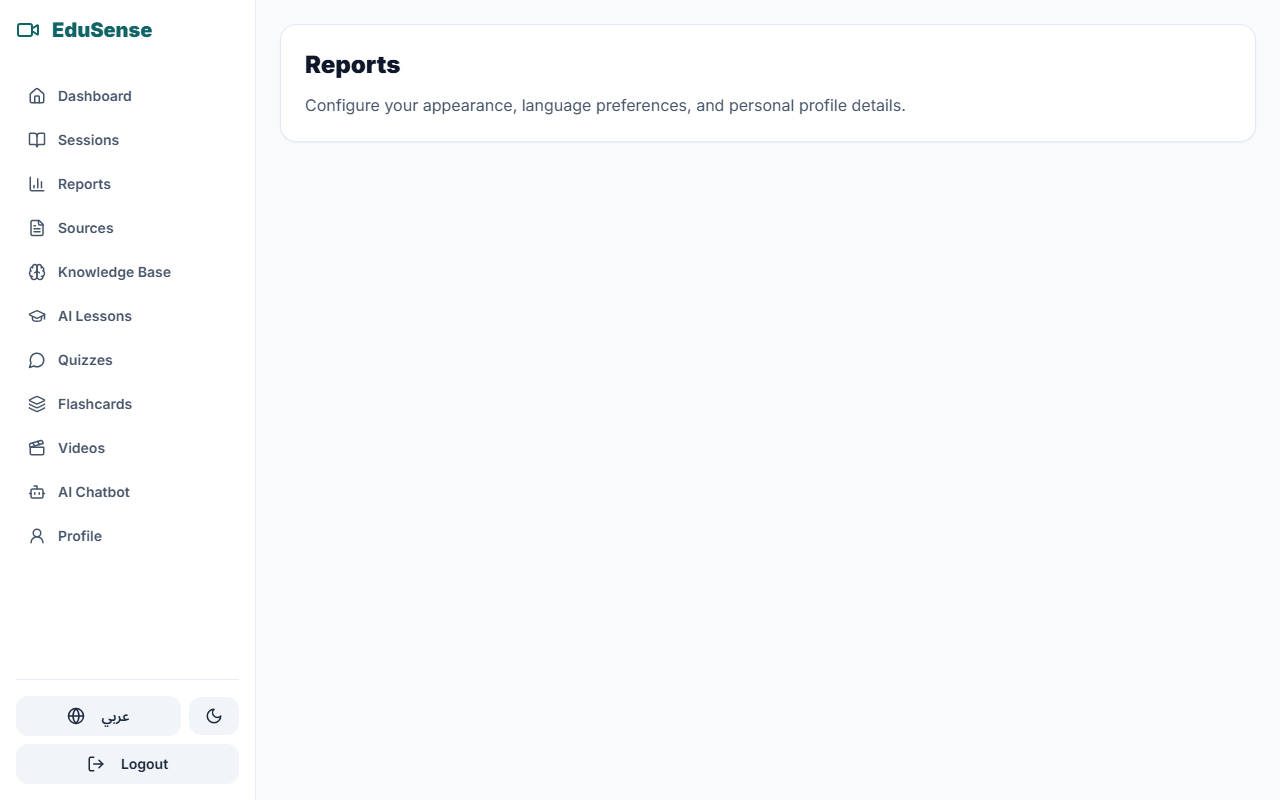 EduSense
Dashboard
Sessions
Reports
Sources
Knowledge Base
AI Lessons
Quizzes
Flashcards
Videos
AI Chatbot
Profile
عربي
Logout
Reports
Configure your appearance, language preferences, and personal profile details.